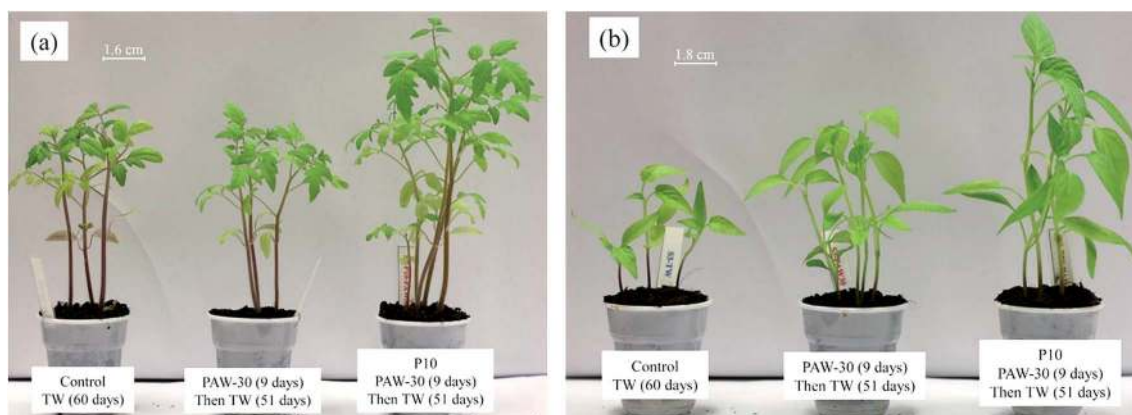 (a)
1.6 cm
Control
TW (60 days)
PAW-30 (9 days)
Then TW (51 days)
P10
PAW-30 (9 days)
Then TW (51 days)
(b)
1.8 cm
SS-TW
Control
TW (60 days)
PAW-30 (9 days)
Then TW (51 days)
P10
PAW-30 (9 days)
Then TW (51 days)